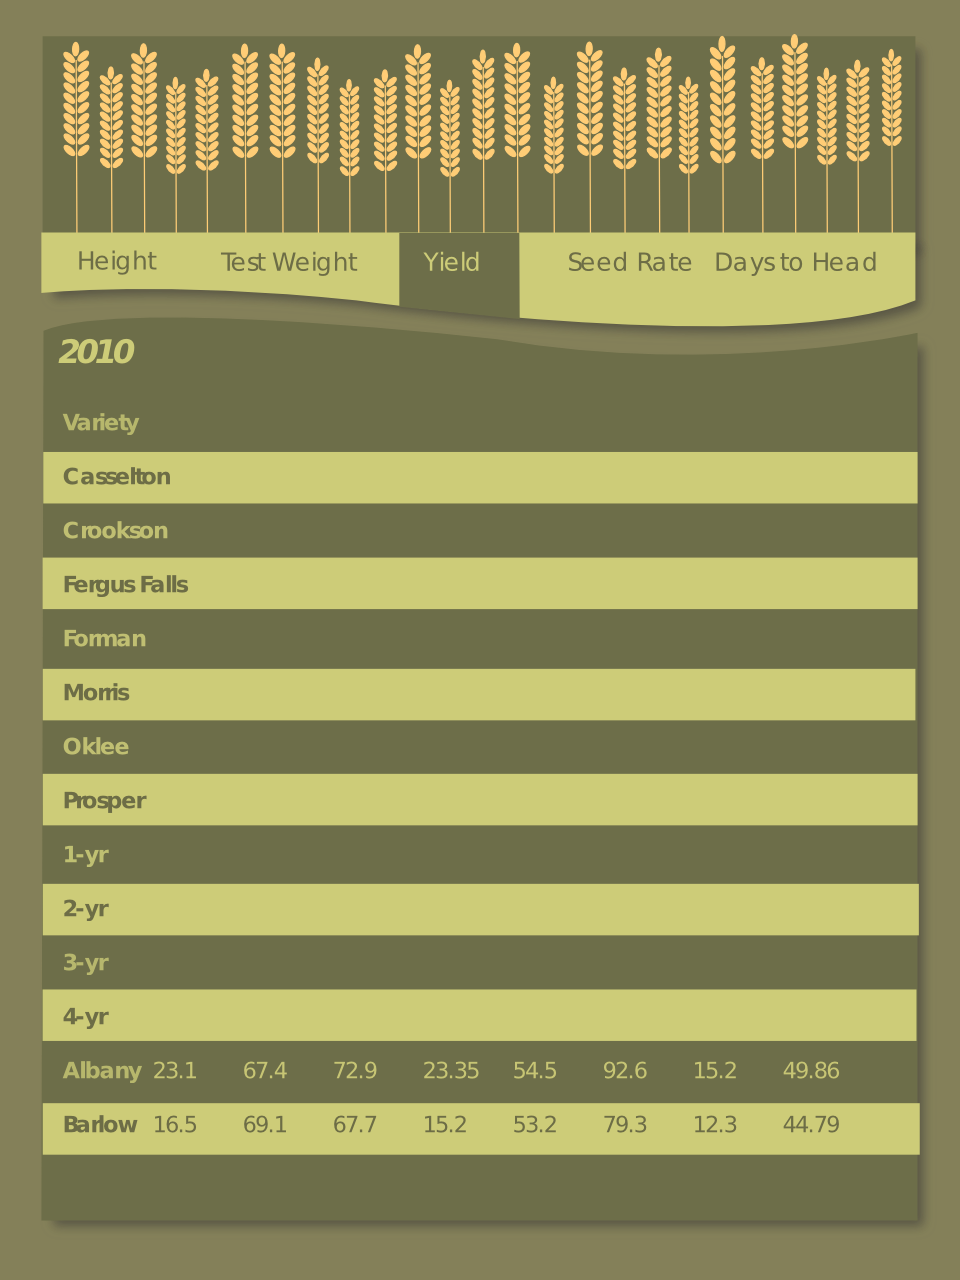 Height Test Weight Yield Seed Rate Days to Head
2010
Variety
Casselton
Crookson
Fergus Falls
Forman
Morris
Oklee
Prosper
1-yr
2-yr
3-yr
4-yr
Albany 23.1 67.4 72.9 23.35 54.5 92.6 15.2 49.86
Barlow 16.5 69.1 67.7 15.2 53.2 79.3 12.3 44.79